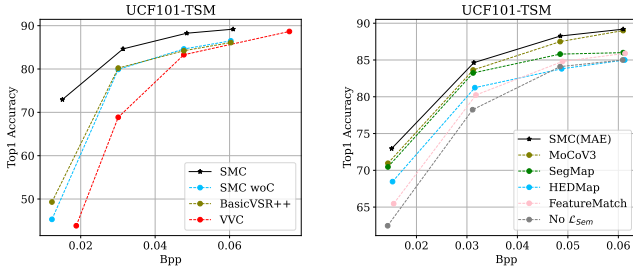 UCF101-TSM
90
80
70
60
50
Top1 Accuracy
0.02
0.04
0.06
Bpp
SMC
SMC woC
BasicVSR++
VVC
UCF101-TSM
90
85
80
75
70
65
Top1 Accuracy
0.02
0.03
0.04
0.05
0.06
Bpp
SMC(MAE)
MoCoV3
SegMap
HEDMap
FeatureMatch
No ℒ_Sem